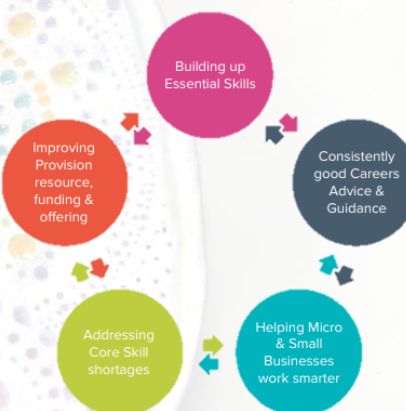 Building up
Essential Skills
Consistently
good Careers
Advice &
Guidance
Helping Micro
& Small
Businesses
work smarter
Addressing
Core Skill
shortages
Improving
Provision
resource,
funding &
offering